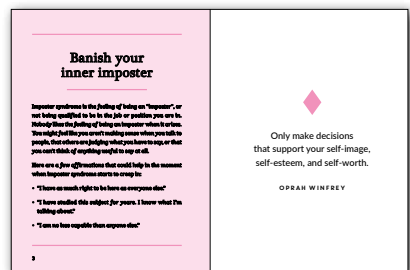 Banish your
inner imposter
Imposter syndrome is the feeling of being an "imposter", or
not being qualified to be in the job or position you are in.
Nobody likes the feeling of being an imposter when it arises.
You might feel like you aren't making sense when you talk to
people, that others are judging what you have to say, or that
you can't think of anything useful to say at all.
Here are a few affirmations that could help in the moment
when imposter syndrome starts to creep in:
• "I have as much right to be here as everyone else."
• "I have studied this subject for years. I know what I'm
talking about."
• "I am no less capable than anyone else."
3
Only make decisions
that support your self-image,
self-esteem, and self-worth.
OPRAH WINFREY